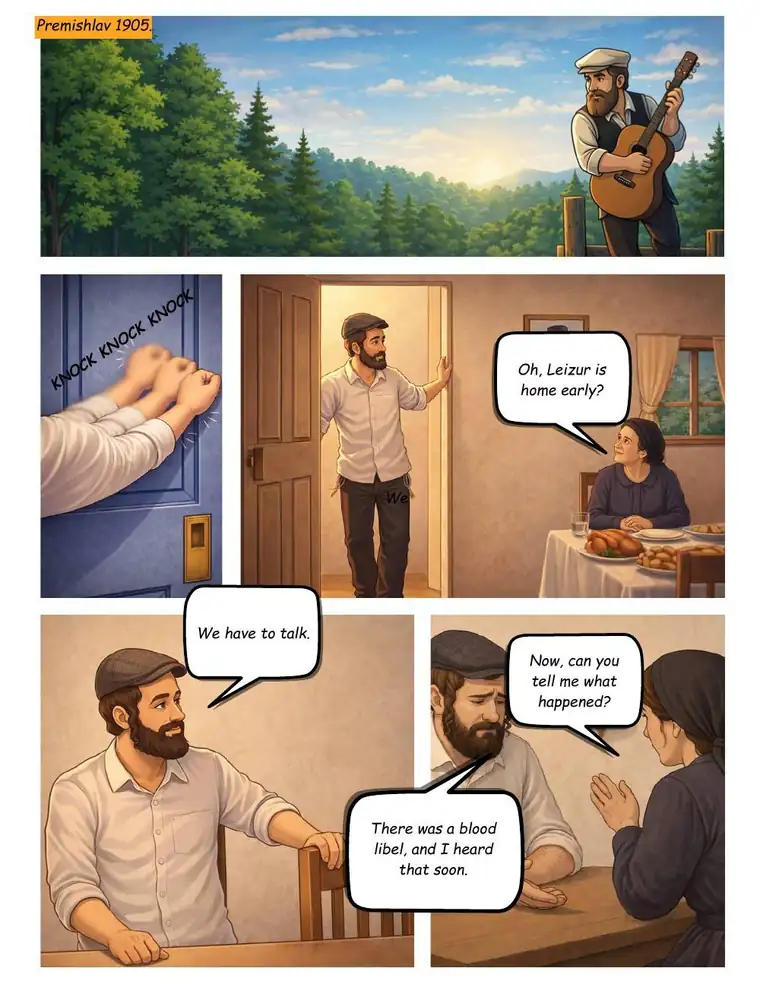 Premishlav 1905.
KNOCK KNOCK KNOCK
Oh, Leizur is
home early?
We
We have to talk.
Now, can you
tell me what
happened?
There was a blood
libel, and I heard
that soon.